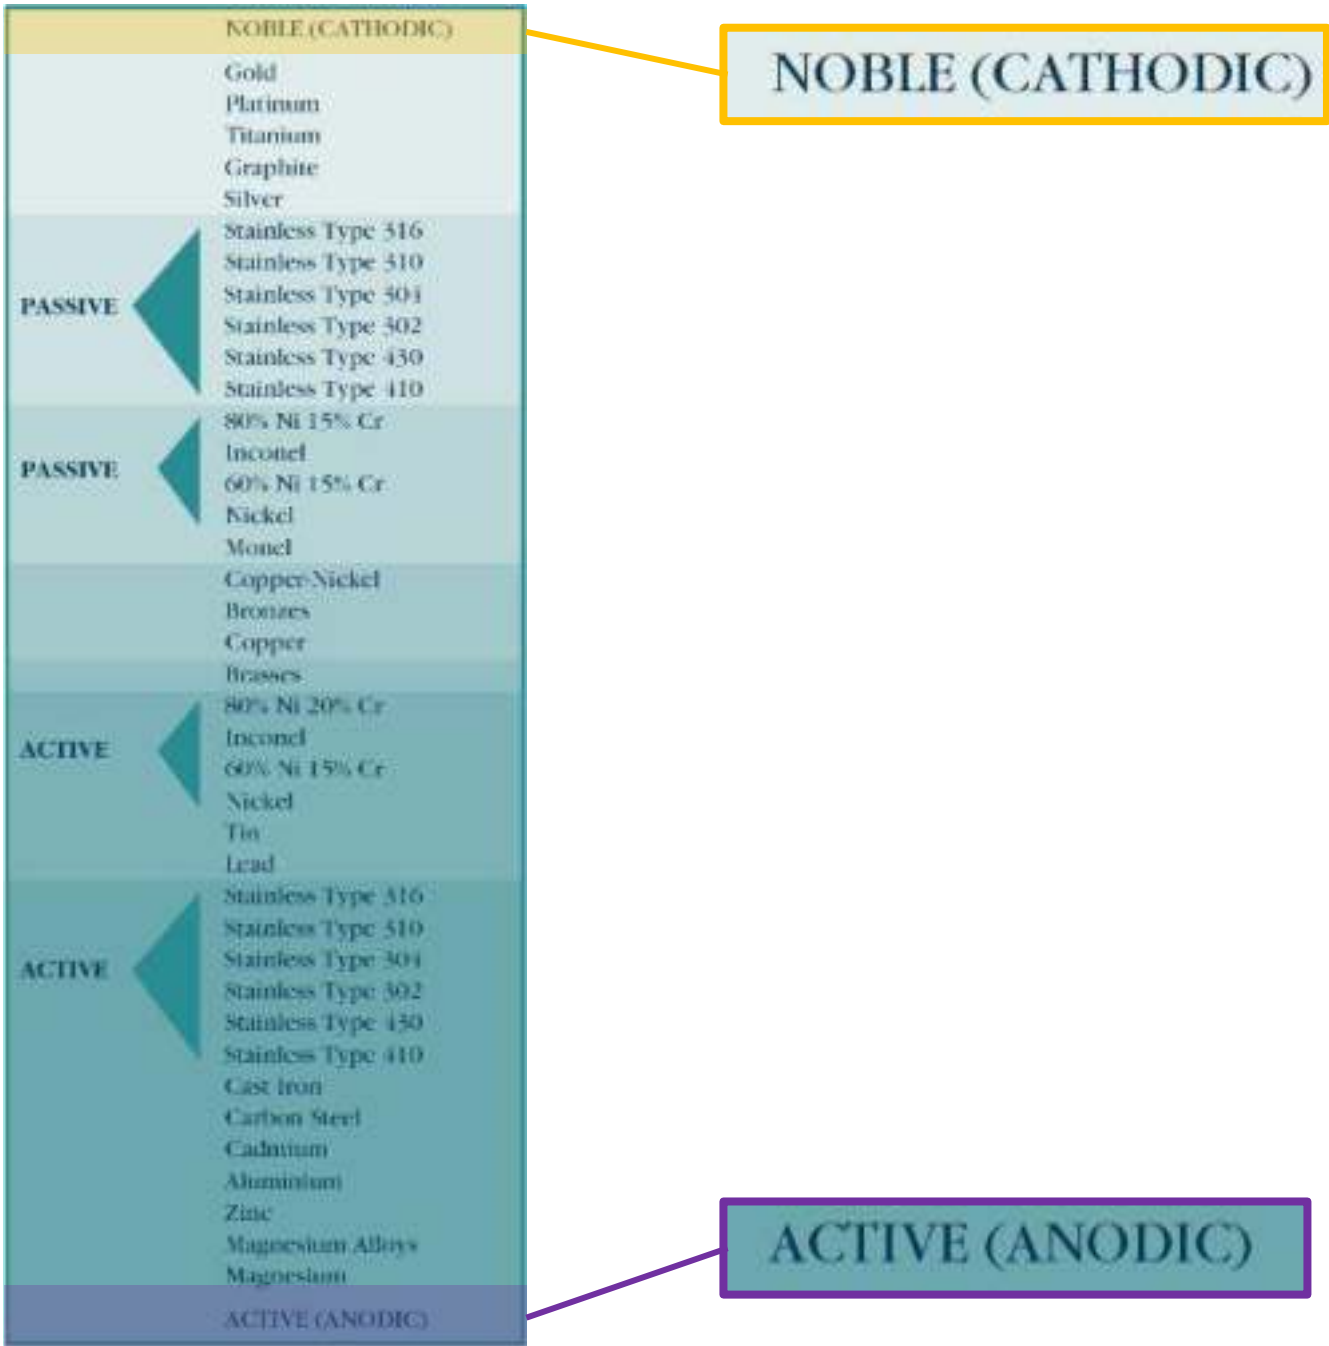 NOBLE (CATHODIC)
NOBLE (CATHODIC)
Gold
Platinum
Titanium
Graphite
Silver
Stainless Type 316
Stainless Type 310
Stainless Type 304
PASSIVE
Stainless Type 302
Stainless Type 430
Stainless Type 410
80% Ni 15% Cr
Inconel
PASSIVE
60% Ni 15% Cr
Nickel
Monel
Copper-Nickel
Bronzes
Copper
Brasses
80% Ni 20% Cr
Inconel
ACTIVE
60% Ni 15% Cr
Nickel
Tin
Lead
Stainless Type 316
Stainless Type 310
Stainless Type 304
ACTIVE
Stainless Type 302
Stainless Type 430
Stainless Type 410
Cast Iron
Carbon Steel
Cadmium
Aluminium
Zinc
Magnesium Alloys
Magnesium
ACTIVE (ANODIC)
ACTIVE (ANODIC)